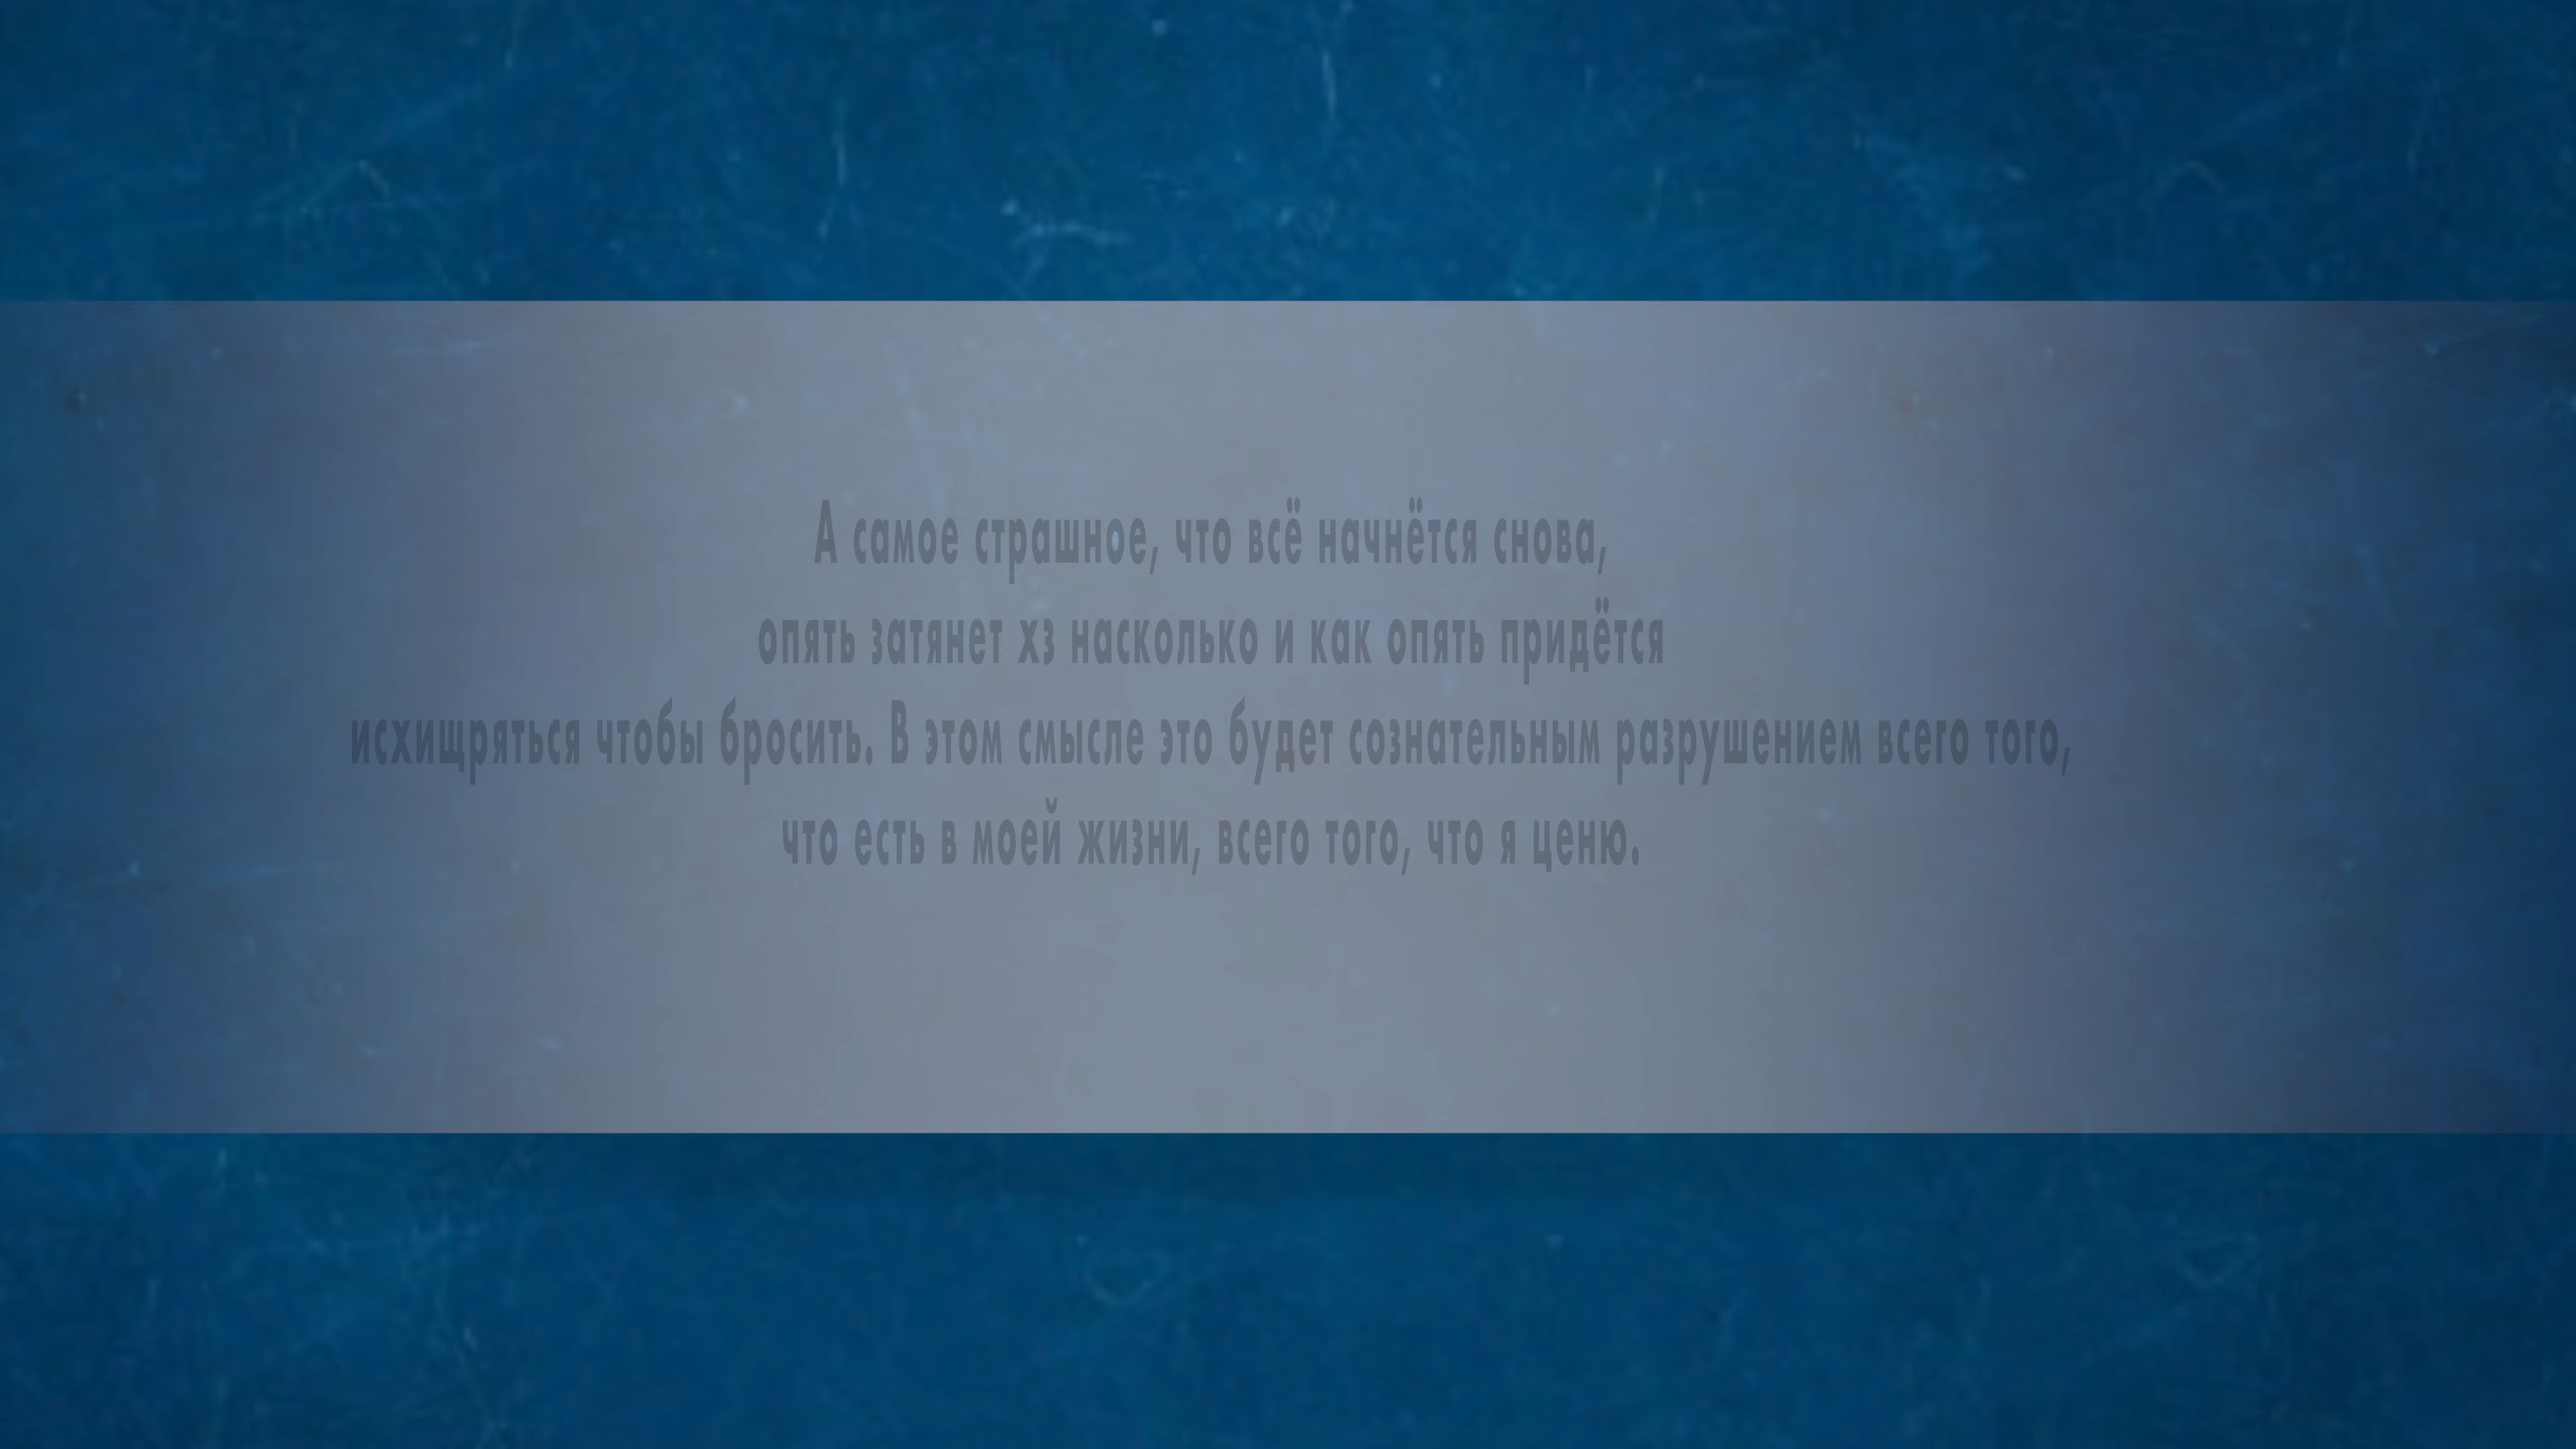 А самое страшное, что всё начнётся снова,
опять затянет хз насколько и как опять придётся
исхищряться чтобы бросить. В этом смысле это будет сознательным разрушением всего того,
что есть в моей жизни, всего того, что я ценю.